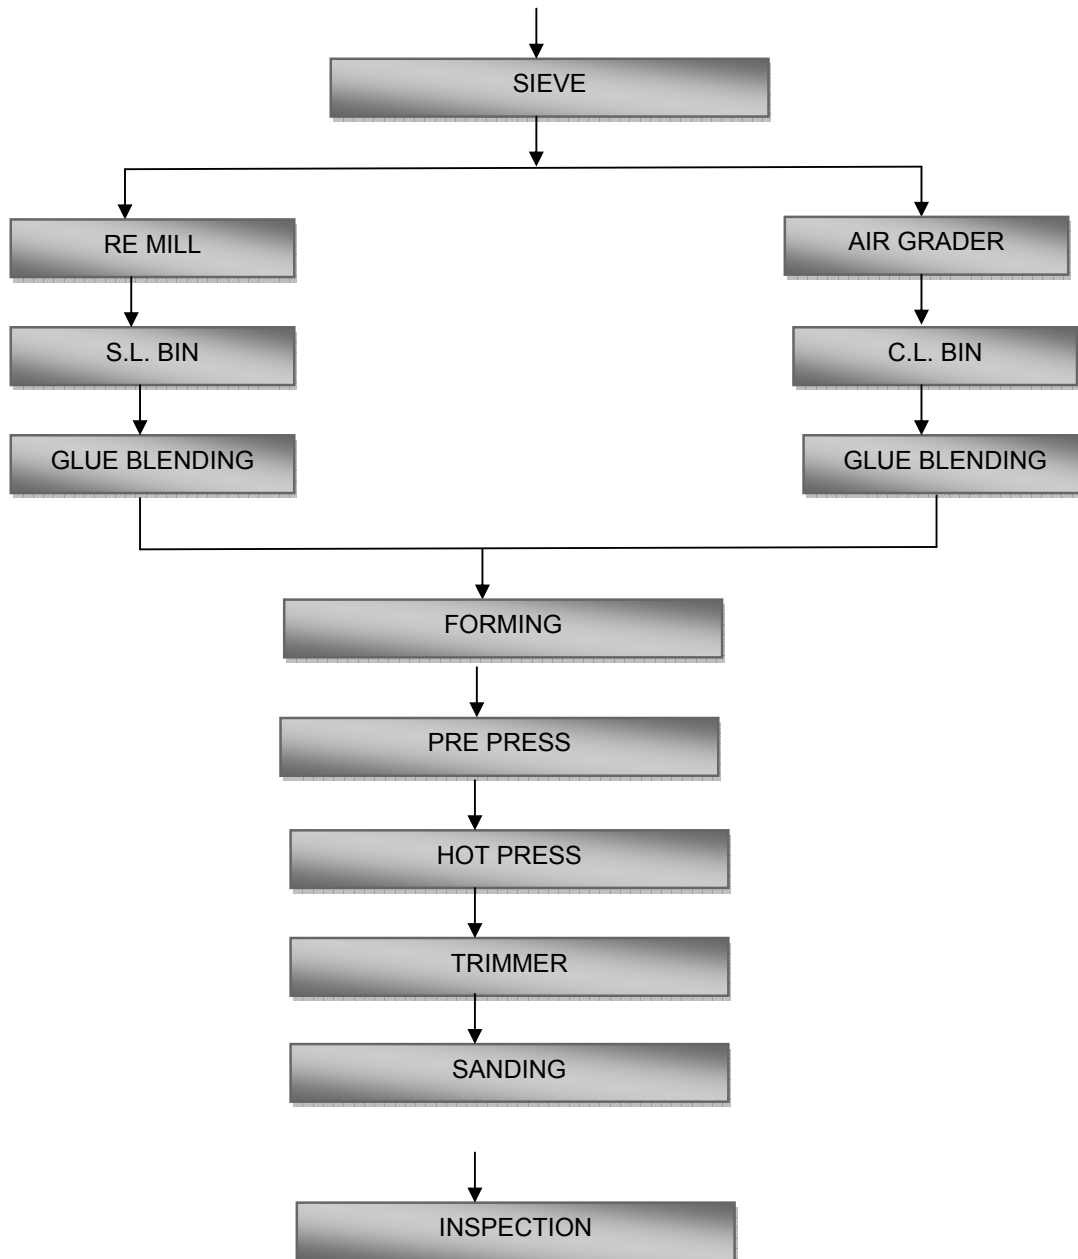 SIEVE
RE MILL
AIR GRADER
S.L. BIN
C.L. BIN
GLUE BLENDING
GLUE BLENDING
FORMING
PRE PRESS
HOT PRESS
TRIMMER
SANDING
INSPECTION